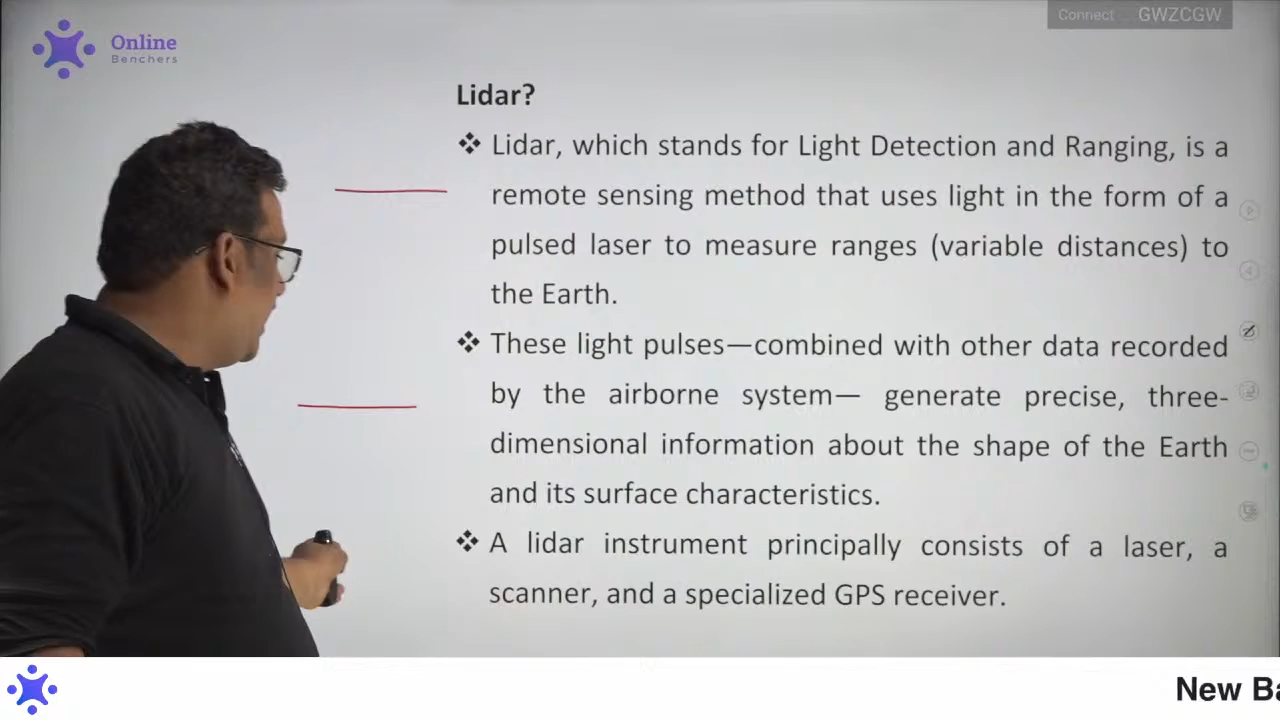 Online
Benchers
Connect GWZCGW
Lidar?
❖ Lidar, which stands for Light Detection and Ranging, is a
remote sensing method that uses light in the form of a
pulsed laser to measure ranges (variable distances) to
the Earth.
❖ These light pulses—combined with other data recorded
by the airborne system— generate precise, three-
dimensional information about the shape of the Earth
and its surface characteristics.
❖ A lidar instrument principally consists of a laser, a
scanner, and a specialized GPS receiver.
New